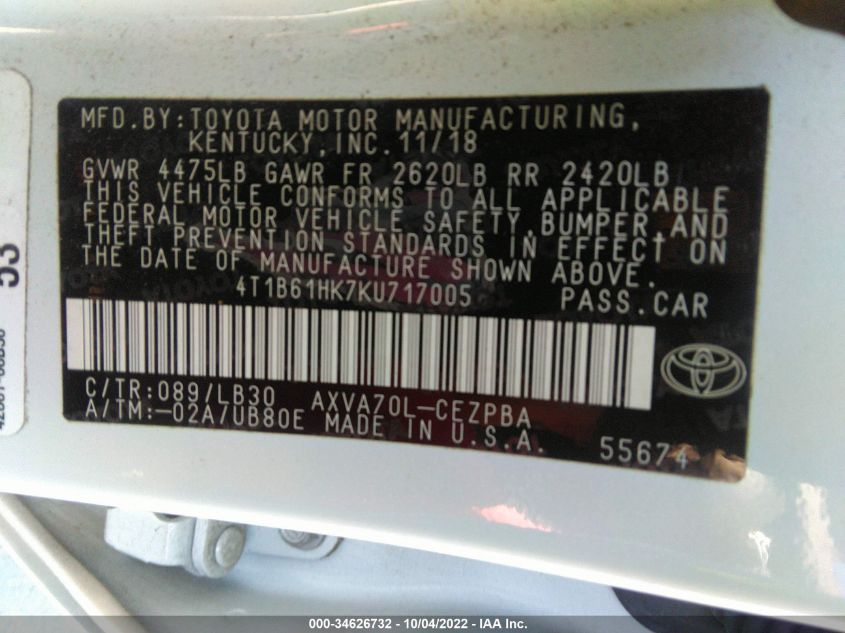 MFD.BY:TOYOTA MOTOR MANUFACTURING,
KENTUCKY,INC.11/18
GVWR 4475LB GAWR FR 2620LB RR 2420LB
THIS VEHICLE CONFORMS TO ALL APPLICABLE
FEDERAL MOTOR VEHICLE SAFETY,BUMPER AND
THEFT PREVENTION STANDARDS IN EFFECT ON
THE DATE OF MANUFACTURE SHOWN ABOVE.
4T1B61HK7KU717005 PASS.CAR
C/TR:089/LB30 AXVA70L-CEZPBA
A/TM:-02A/UB80E MADE IN U.S.A.
55674
53
000-34626732 - 10/04/2022 - IAA Inc.